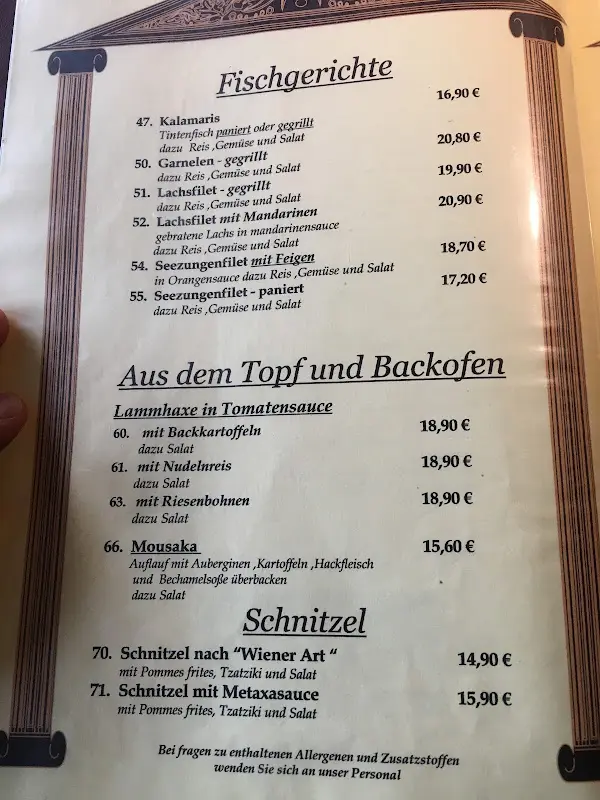 Fischgerichte
47. Kalamaris 16,90 €
Tintenfisch paniert oder gegrillt
dazu Reis ,Gemüse und Salat
50. Garnelen - gegrillt 20,80 €
dazu Reis ,Gemüse und Salat
51. Lachsfilet - gegrillt 19,90 €
dazu Reis ,Gemüse und Salat
52. Lachsfilet mit Mandarinen 20,90 €
gebratene Lachs in mandarinensauce
dazu Reis ,Gemüse und Salat
54. Seezungenfilet mit Feigen 18,70 €
in Orangensauce dazu Reis ,Gemüse und Salat
55. Seezungenfilet - paniert 17,20 €
dazu Reis ,Gemüse und Salat
Aus dem Topf und Backofen
Lammhaxe in Tomatensauce
60. mit Backkartoffeln 18,90 €
dazu Salat
61. mit Nudelnreis 18,90 €
dazu Salat
63. mit Riesenbohnen 18,90 €
dazu Salat
66. Mousaka 15,60 €
Auflauf mit Auberginen ,Kartoffeln ,Hackfleisch
und Bechamelsoße überbacken
dazu Salat
Schnitzel
70. Schnitzel nach "Wiener Art " 14,90 €
mit Pommes frites, Tzatziki und Salat
71. Schnitzel mit Metaxasauce 15,90 €
mit Pommes frites, Tzatziki und Salat
Bei fragen zu enthaltenen Allergenen und Zusatzstoffen
wenden Sie sich an unser Personal